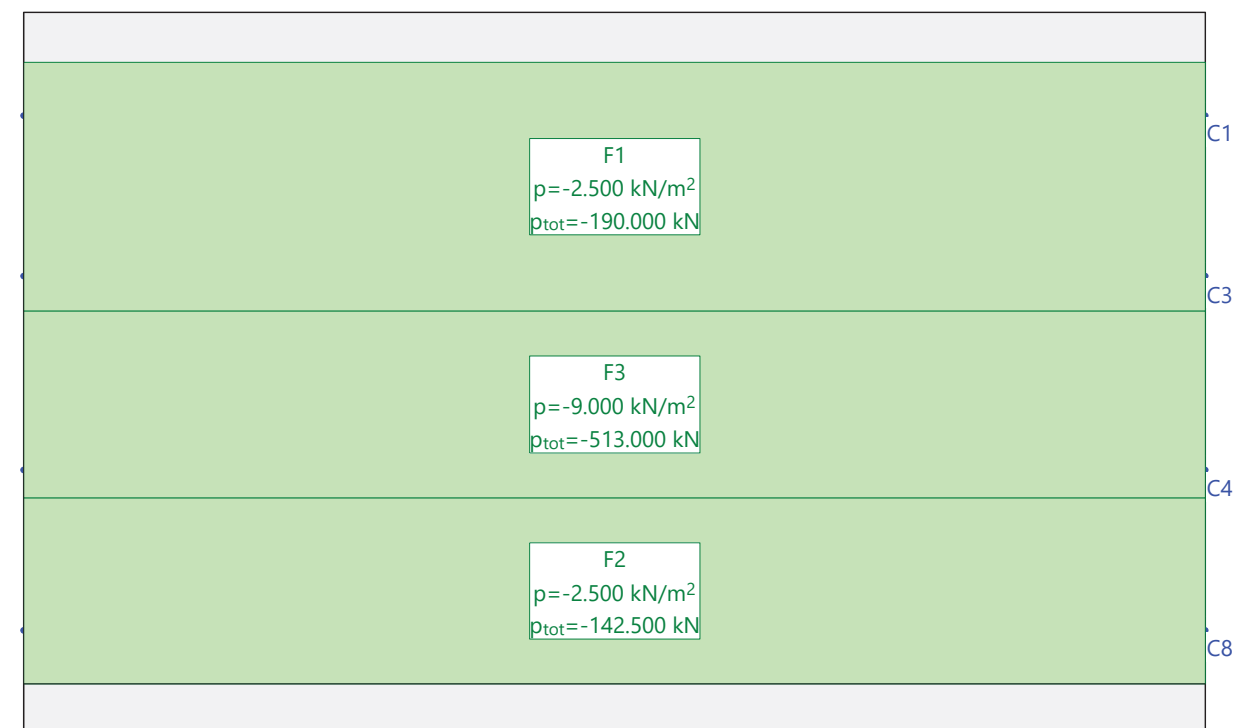 C1
F1
p=-2.500 kN/m²
pₜₒₜ=-190.000 kN
C3
F3
p=-9.000 kN/m²
pₜₒₜ=-513.000 kN
C4
F2
p=-2.500 kN/m²
pₜₒₜ=-142.500 kN
C8